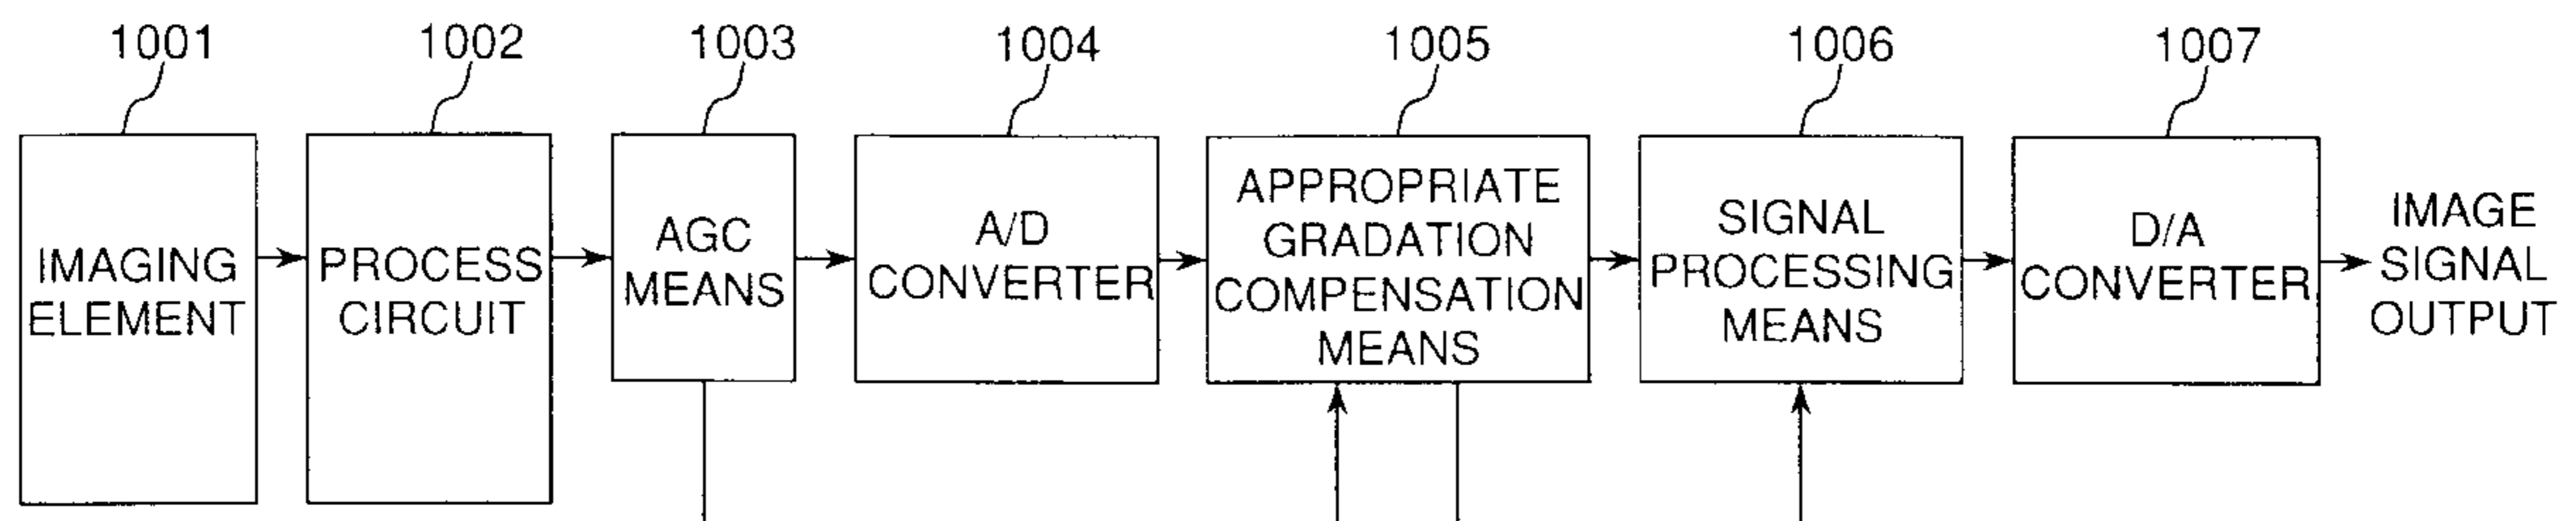 1001
1002
1003
1004
1005
1006
1007
IMAGING
ELEMENT
PROCESS
CIRCUIT
AGC
MEANS
A/D
CONVERTER
APPROPRIATE
GRADATION
COMPENSATION
MEANS
SIGNAL
PROCESSING
MEANS
D/A
CONVERTER
IMAGE
SIGNAL
OUTPUT